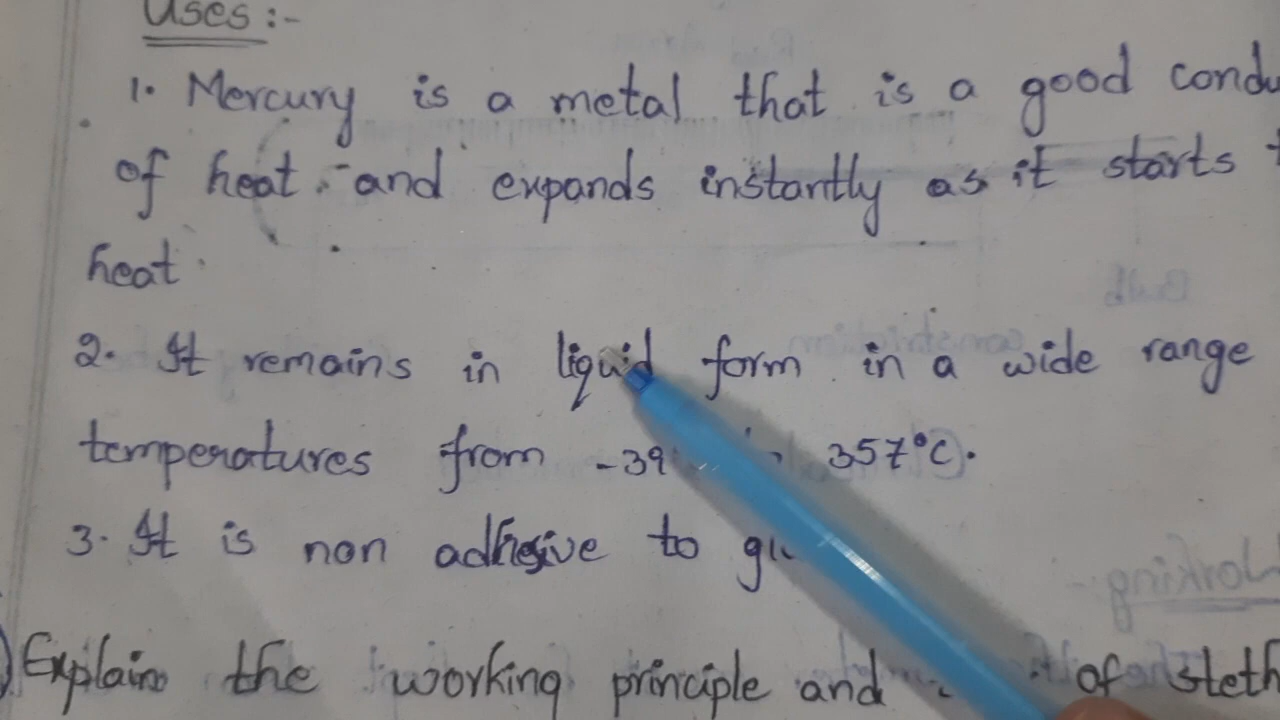 Uses :-
1. Mercury is a metal that is a good
of heat. and expands instantly as it starts
heat.
2. It remains in liquid form in a wide range
temperatures from -39 357°C.
3. It is non adhesive to
Explain the working principle and of